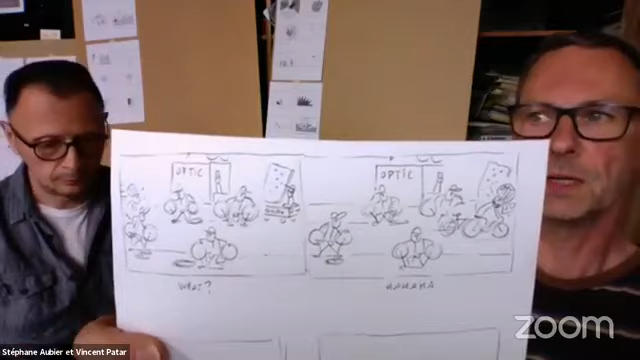 OPTIC
OPTIC
WHAT?
HAHAHA
Stéphane Aubier et Vincent Patar
zoom